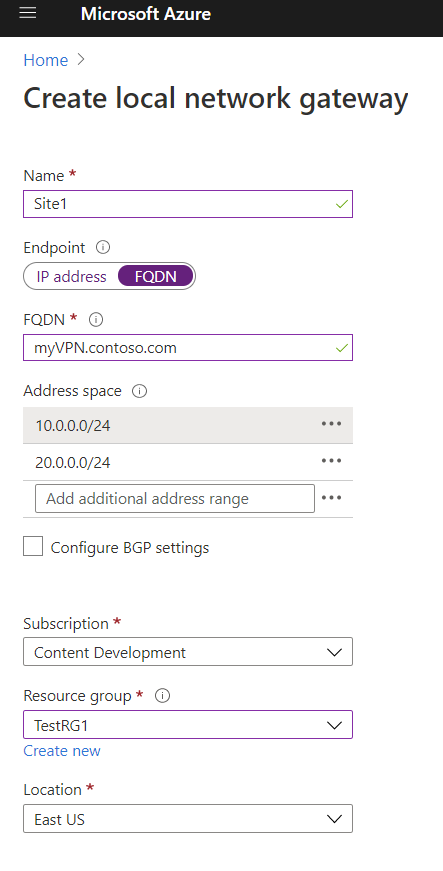 Microsoft Azure
Home
Create local network gateway
Name *
Site1
Endpoint
IP address FQDN
FQDN *
myVPN.contoso.com
Address space
10.0.0.0/24
20.0.0.0/24
Add additional address range
Configure BGP settings
Subscription *
Content Development
Resource group *
TestRG1
Create new
Location *
East US